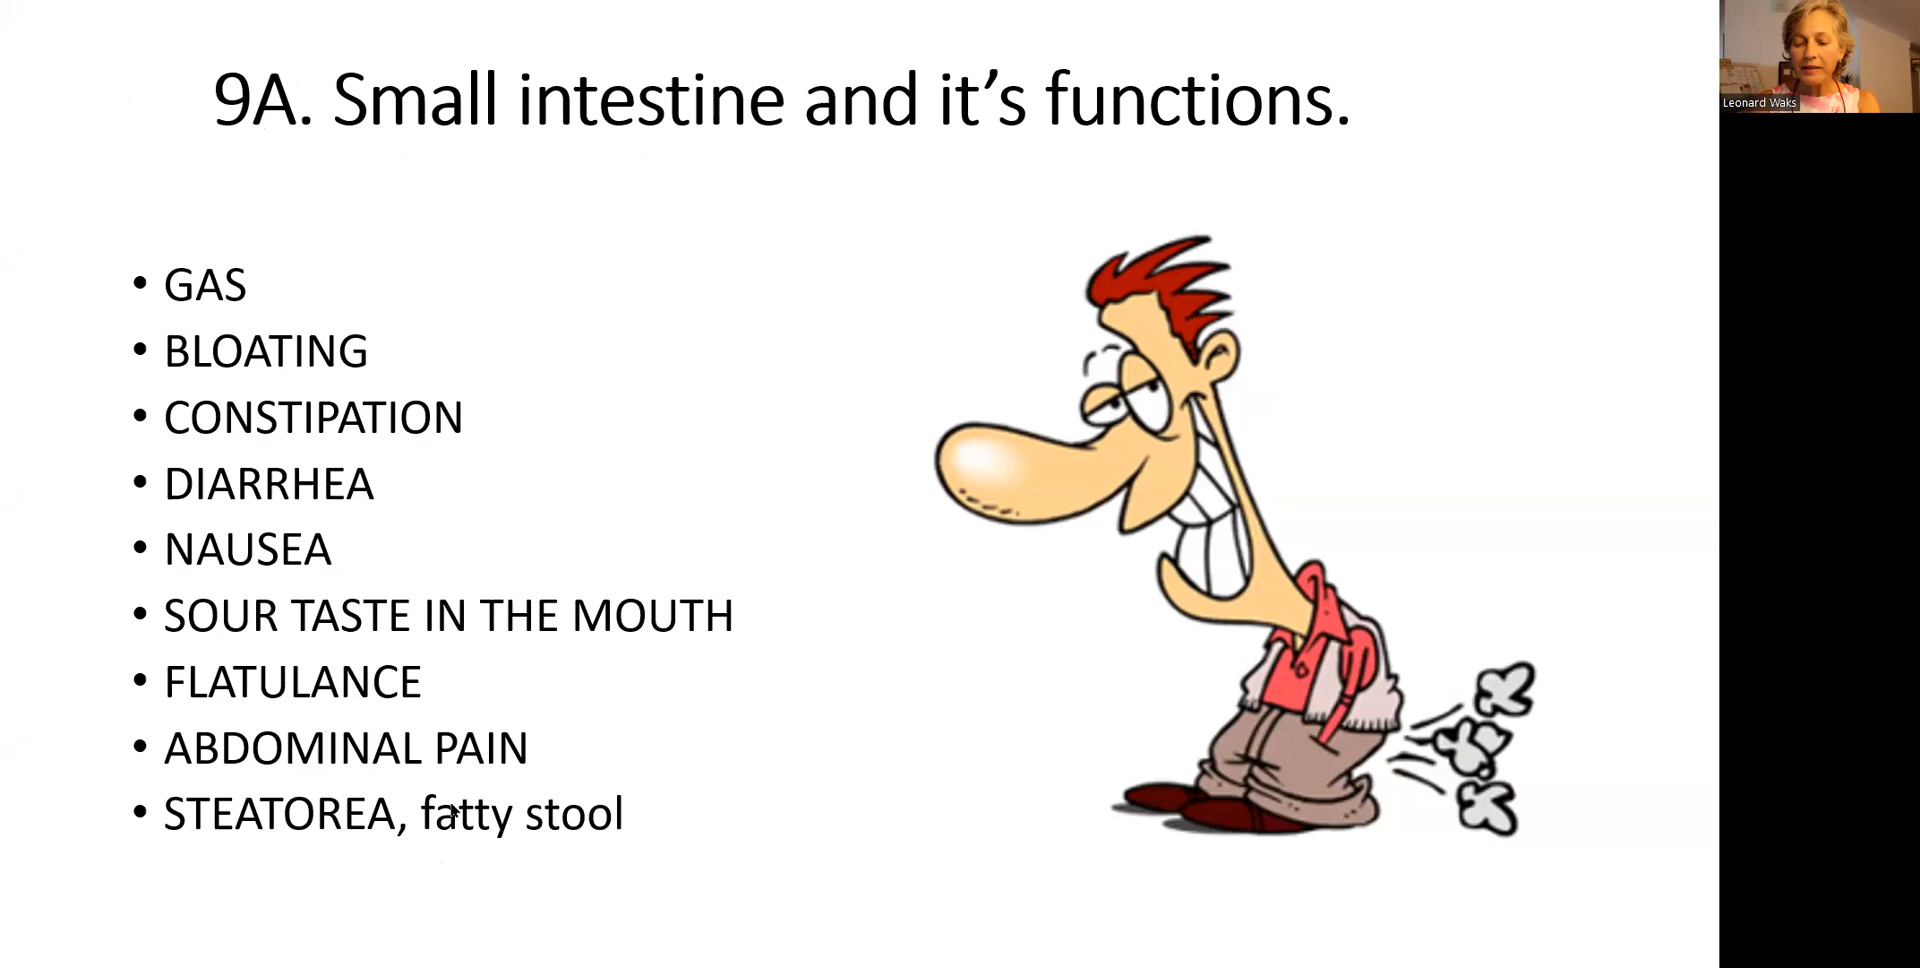 9A. Small intestine and it’s functions.
• GAS
• BLOATING
• CONSTIPATION
• DIARRHEA
• NAUSEA
• SOUR TASTE IN THE MOUTH
• FLATULANCE
• ABDOMINAL PAIN
• STEATOREA, fatty stool
Leonard Waks